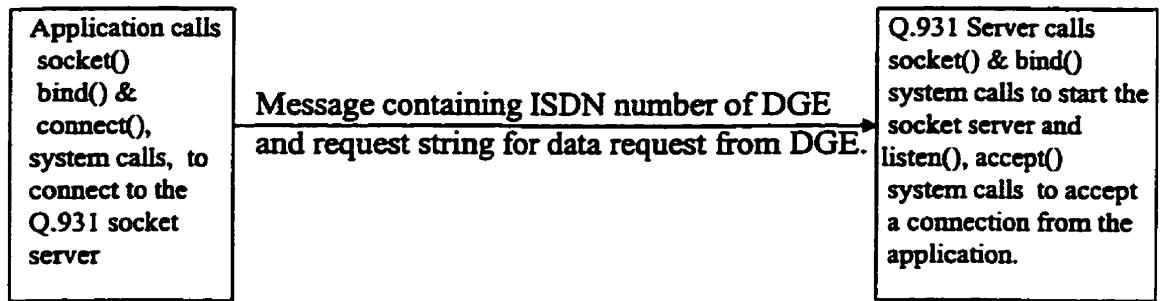 Application calls
socket()
bind() &
connect(),
system calls, to
connect to the
Q.931 socket
server
Message containing ISDN number of DGE
and request string for data request from DGE.
Q.931 Server calls
socket() & bind()
system calls to start the
socket server and
listen(), accept()
system calls to accept
a connection from the
application.